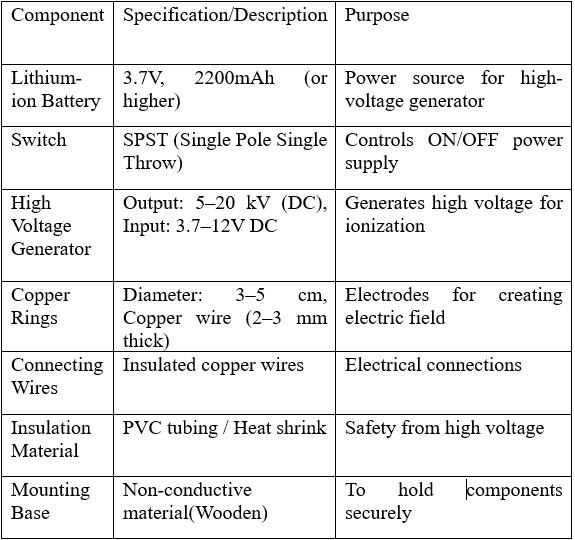 Component Specification/Description Purpose
Lithium- 3.7V, 2200mAh (or Power source for high-
ion Battery higher) voltage generator
Switch SPST (Single Pole Single Controls ON/OFF power
Throw) supply
High Output: 5–20 kV (DC), Generates high voltage for
Voltage Input: 3.7–12V DC ionization
Generator
Copper Diameter: 3–5 cm, Electrodes for creating
Rings Copper wire (2–3 mm electric field
thick)
Connecting Insulated copper wires Electrical connections
Wires
Insulation PVC tubing / Heat shrink Safety from high voltage
Material
Mounting Non-conductive To hold components
Base material(Wooden) securely